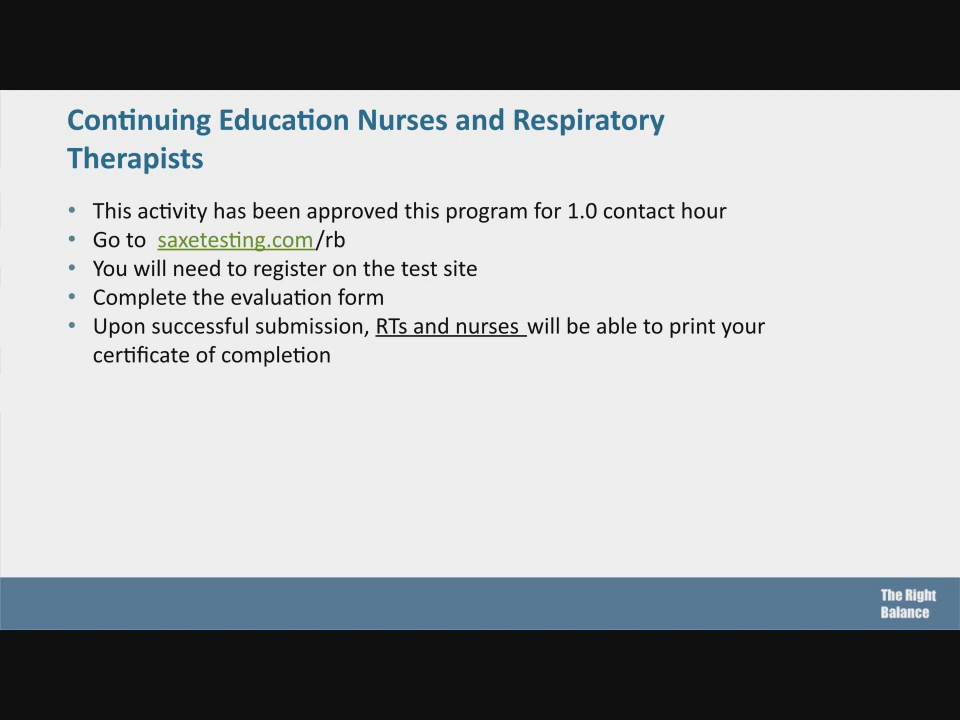 Continuing Education Nurses and Respiratory
Therapists
• This activity has been approved this program for 1.0 contact hour
• Go to saxetesting.com/rb
• You will need to register on the test site
• Complete the evaluation form
• Upon successful submission, RTs and nurses will be able to print your
certificate of completion
The Right
Balance